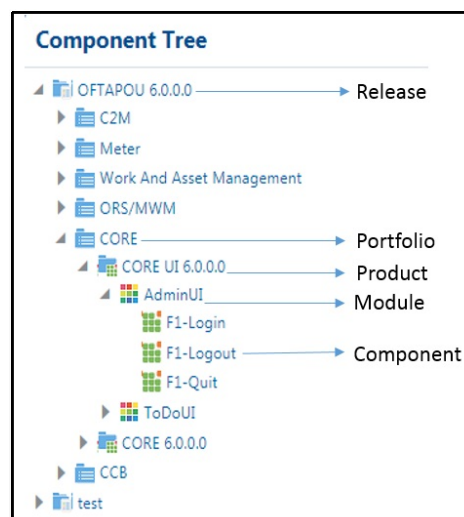 Component Tree
OFTAPOU 6.0.0.0 Release
C2M
Meter
Work And Asset Management
ORS/MWM
CORE Portfolio
CORE UI 6.0.0.0 Product
AdminUI Module
F1-Login
F1-Logout Component
F1-Quit
ToDoUI
CORE 6.0.0.0
CCB
test